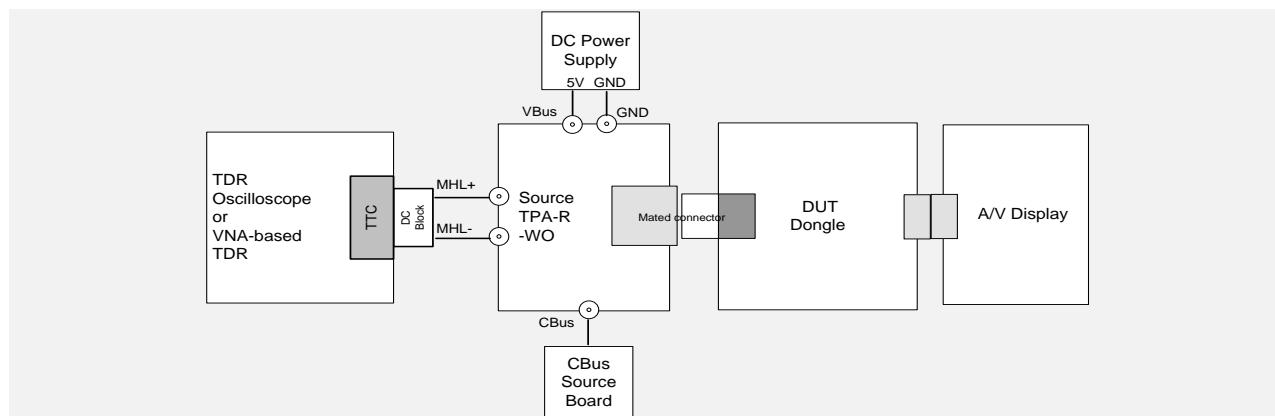 DC Power
Supply
5V GND
VBus
GND
TDR
Oscilloscope
or
VNA-based
TDR
TTC
DC
Block
MHL+
MHL-
Source
TPA-R
-WO
Mated connector
DUT
Dongle
A/V Display
CBus
CBus
Source
Board